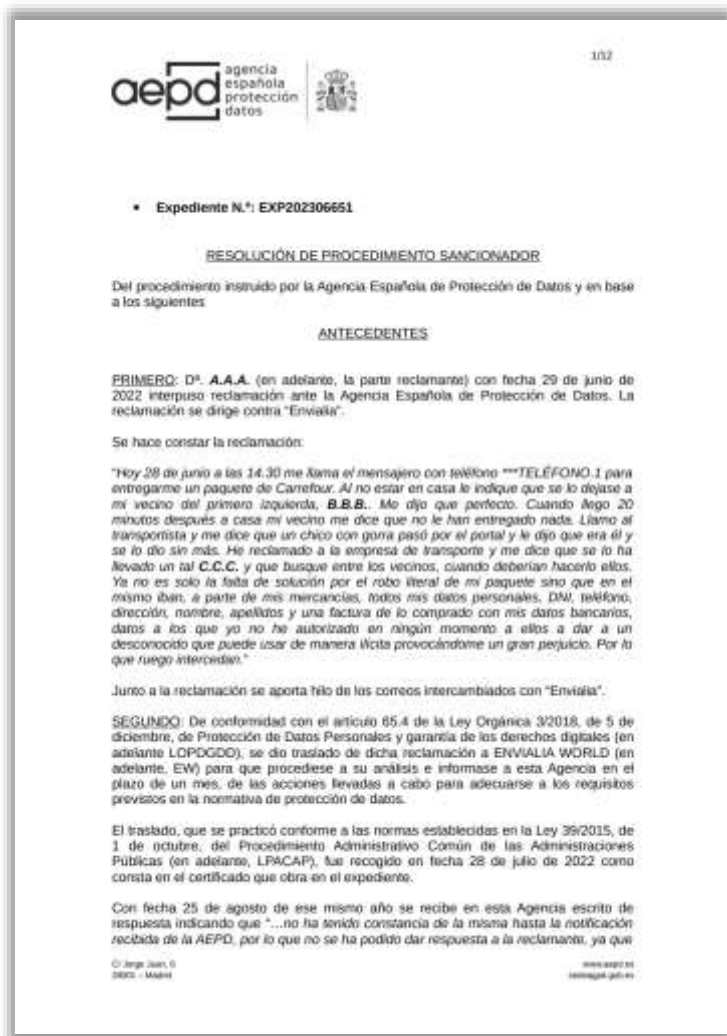 1/12
aepd
agencia
española
protección
datos
• Expediente N.º: EXP202306651
RESOLUCIÓN DE PROCEDIMIENTO SANCIONADOR
Del procedimiento instruido por la Agencia Española de Protección de Datos y en base
a los siguientes
ANTECEDENTES
PRIMERO: Dª. A.A.A. (en adelante, la parte reclamante) con fecha 29 de junio de
2022 interpuso reclamación ante la Agencia Española de Protección de Datos. La
reclamación se dirige contra "Envialia".
Se hace constar la reclamación:
"Hoy 28 de junio a las 14.30 me llama el mensajero con teléfono ***TELÉFONO.1 para
entregarme un paquete de Carrefour. Al no estar en casa le indique que se lo dejase a
mi vecino del primero izquierda, B.B.B.. Me dijo que perfecto. Cuando llego 20
minutos después a casa mi vecino me dice que no le han entregado nada. Llamo al
transportista y me dice que un chico con gorra pasó por el portal y le dijo que era él y
se lo dio sin más. He reclamado a la empresa de transporte y me dice que se lo ha
llevado un tal C.C.C. y que busque entre los vecinos, cuando deberían hacerlo ellos.
Ya no es solo la falta de solución por el robo literal de mi paquete sino que en el
mismo iban, a parte de mis mercancías, todos mis datos personales, DNI, teléfono,
dirección, nombre, apellidos y una factura de lo comprado con mis datos bancarios,
datos a los que yo no he autorizado en ningún momento a ellos a dar a un
desconocido que puede usar de manera ilícita provocándome un gran perjuicio. Por lo
que ruego intercedan."
Junto a la reclamación se aporta hilo de los correos intercambiados con "Envialia".
SEGUNDO: De conformidad con el artículo 65.4 de la Ley Orgánica 3/2018, de 5 de
diciembre, de Protección de Datos Personales y garantía de los derechos digitales (en
adelante LOPDGDD), se dio traslado de dicha reclamación a ENVIALIA WORLD (en
adelante, EW) para que procediese a su análisis e informase a esta Agencia en el
plazo de un mes, de las acciones llevadas a cabo para adecuarse a los requisitos
previstos en la normativa de protección de datos.
El traslado, que se practicó conforme a las normas establecidas en la Ley 39/2015, de
1 de octubre, del Procedimiento Administrativo Común de las Administraciones
Públicas (en adelante, LPACAP), fue recogido en fecha 28 de julio de 2022 como
consta en el certificado que obra en el expediente.
Con fecha 25 de agosto de ese mismo año se recibe en esta Agencia escrito de
respuesta indicando que "…no ha tenido constancia de la misma hasta la notificación
recibida de la AEPD, por lo que no se ha podido dar respuesta a la reclamante, ya que
C/ Jorge Juan, 6
28001 – Madrid
www.aepd.es
sedeagpd.gob.es